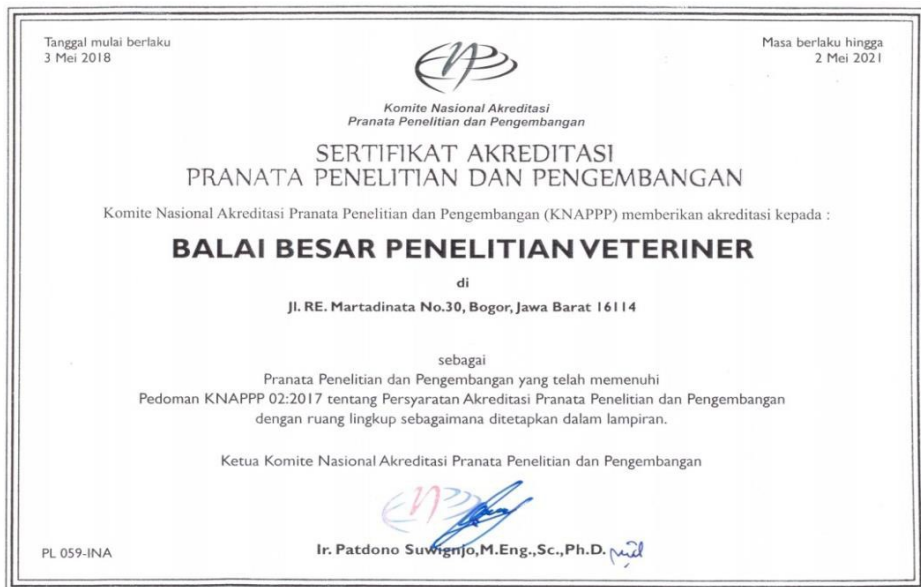 Tanggal mulai berlaku
3 Mei 2018
Masa berlaku hingga
2 Mei 2021
Komite Nasional Akreditasi
Pranata Penelitian dan Pengembangan
SERTIFIKAT AKREDITASI
PRANATA PENELITIAN DAN PENGEMBANGAN
Komite Nasional Akreditasi Pranata Penelitian dan Pengembangan (KNAPPP) memberikan akreditasi kepada :
BALAI BESAR PENELITIAN VETERINER
di
Jl. RE. Martadinata No.30, Bogor, Jawa Barat 16114
sebagai
Pranata Penelitian dan Pengembangan yang telah memenuhi
Pedoman KNAPPP 02:2017 tentang Persyaratan Akreditasi Pranata Penelitian dan Pengembangan
dengan ruang lingkup sebagaimana ditetapkan dalam lampiran.
Ketua Komite Nasional Akreditasi Pranata Penelitian dan Pengembangan
Ir. Patdono Suwignjo,M.Eng.,Sc.,Ph.D.
PL 059-INA